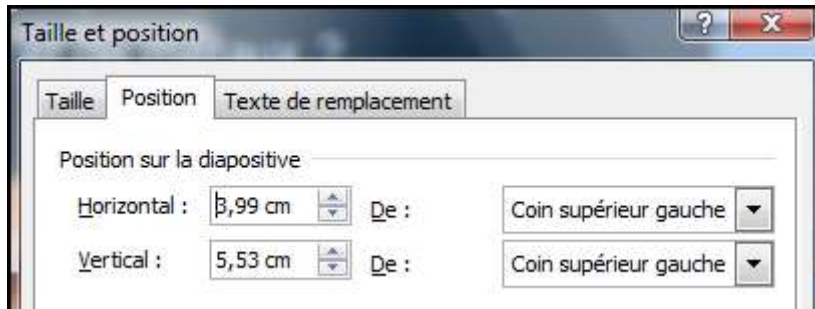 Taille et position
Taille Position Texte de remplacement
Position sur la diapositive
Horizontal : 3,99 cm De : Coin supérieur gauche
Vertical : 5,53 cm De : Coin supérieur gauche